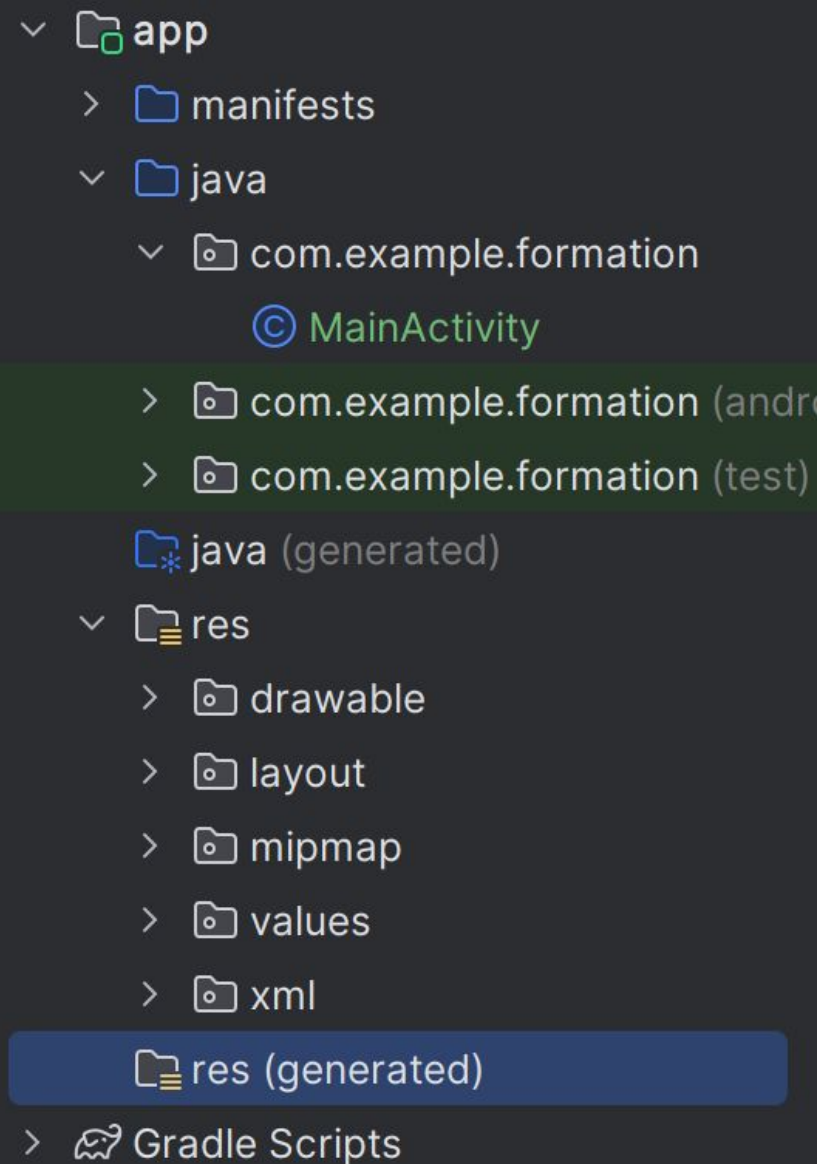 app
manifests
java
com.example.formation
MainActivity
com.example.formation
com.example.formation (test)
java (generated)
res
drawable
layout
mipmap
values
xml
res (generated)
Gradle Scripts